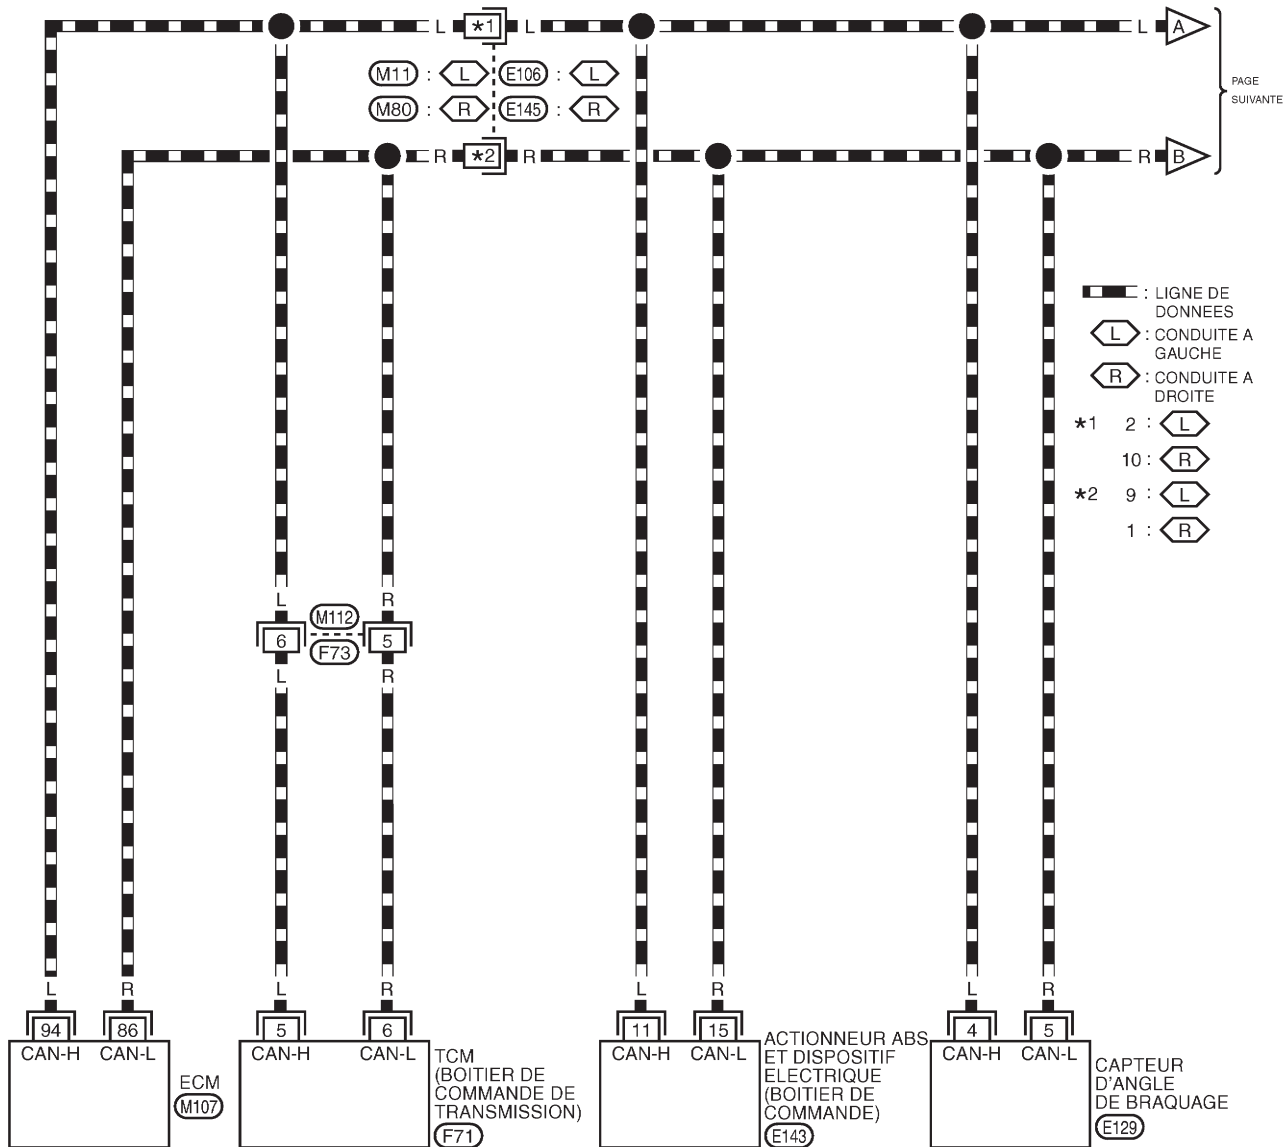 L *1 L L A
M11 : L E106 : L
M80 : R E145 : R
PAGE
SUIVANTE
R *2 R R B
: LIGNE DE
DONNEES
L : CONDUITE A
GAUCHE
R : CONDUITE A
DROITE
*1 2 : L
10 : R
*2 9 : L
1 : R
L R
M112
6 5
F73
L R
L R L R L R L R
94 86 5 6 11 15 4 5
CAN-H CAN-L CAN-H CAN-L CAN-H CAN-L CAN-H CAN-L
ECM
M107
TCM
(BOITIER DE
COMMANDE DE
TRANSMISSION)
F71
ACTIONNEUR ABS
ET DISPOSITIF
ELECTRIQUE
(BOITIER DE
COMMANDE)
E143
CAPTEUR
D'ANGLE
DE BRAQUAGE
E129